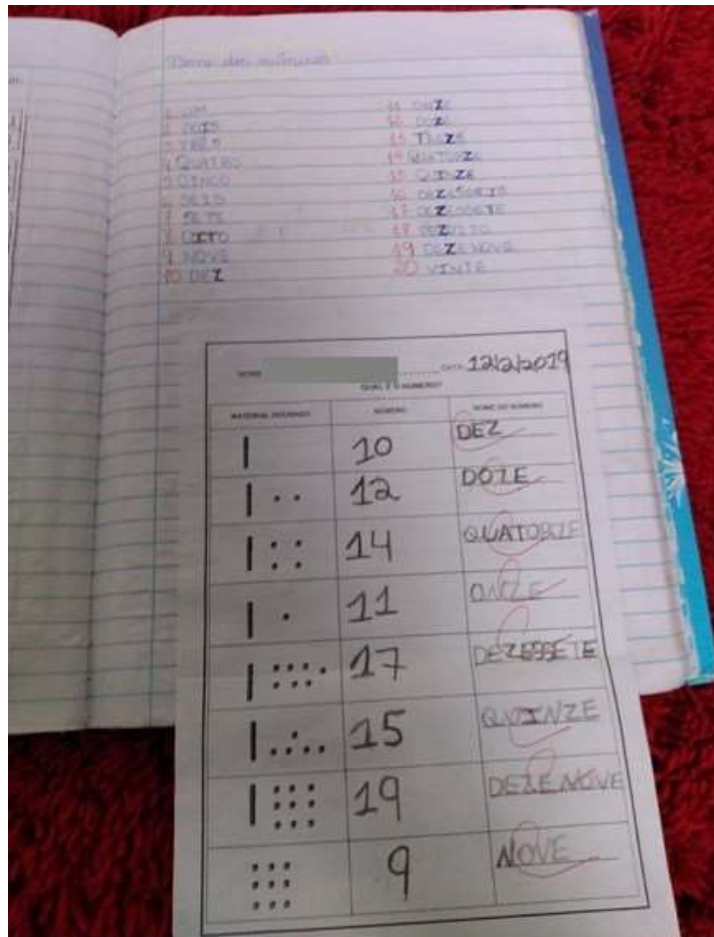 Nome dos números
1 UM
2 DOIS
3 TRÊS
4 QUATRO
5 CINCO
6 SEIS
7 SETE
8 OITO
9 NOVE
10 DEZ
11 ONZE
12 DOZE
13 TREZE
14 QUATORZE
15 QUINZE
16 DEZESSEIS
17 DEZESSETE
18 DEZOITO
19 DEZENOVE
20 VINTE
NOME DATA 12/2/2019
QUAL É O NÚMERO?
MATERIAL DOURADO NÚMERO NOME DO NÚMERO
10 DEZ
12 DOZE
14 QUATORZE
11 ONZE
17 DEZESSETE
15 QUINZE
19 DEZENOVE
9 NOVE